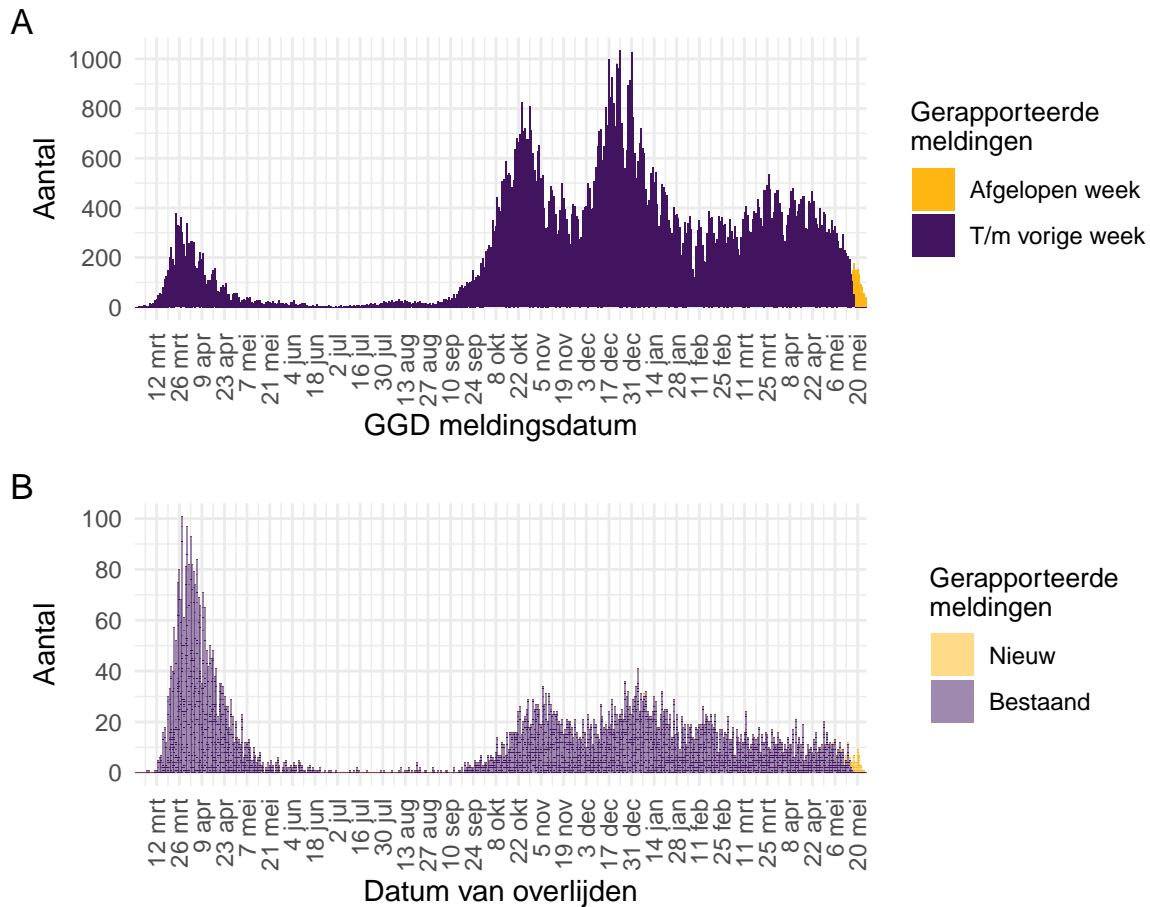 A
1000
800
600
400
200
0
Aantal
12 mrt
26 mrt
9 apr
23 apr
7 mei
21 mei
4 jun
18 jun
2 jul
16 jul
30 jul
13 aug
27 aug
10 sep
24 sep
8 okt
22 okt
5 nov
19 nov
3 dec
17 dec
31 dec
14 jan
28 jan
11 feb
25 feb
11 mrt
25 mrt
8 apr
22 apr
6 mei
20 mei
GGD meldingsdatum
Gerapporteerde
meldingen
Afgelopen week
T/m vorige week
B
100
80
60
40
20
0
Aantal
12 mrt
26 mrt
9 apr
23 apr
7 mei
21 mei
4 jun
18 jun
2 jul
16 jul
30 jul
13 aug
27 aug
10 sep
24 sep
8 okt
22 okt
5 nov
19 nov
3 dec
17 dec
31 dec
14 jan
28 jan
11 feb
25 feb
11 mrt
25 mrt
8 apr
22 apr
6 mei
20 mei
Datum van overlijden
Gerapporteerde
meldingen
Nieuw
Bestaand